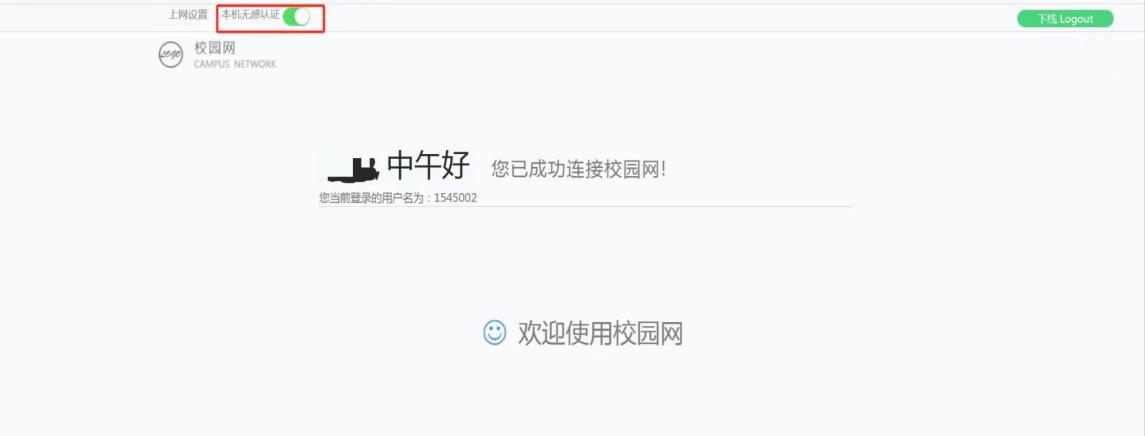 上网设置 本机无感认证 下线 Logout
logo 校园网
CAMPUS NETWORK
中午好 您已成功连接校园网!
您当前登录的用户名为：1545002
欢迎使用校园网